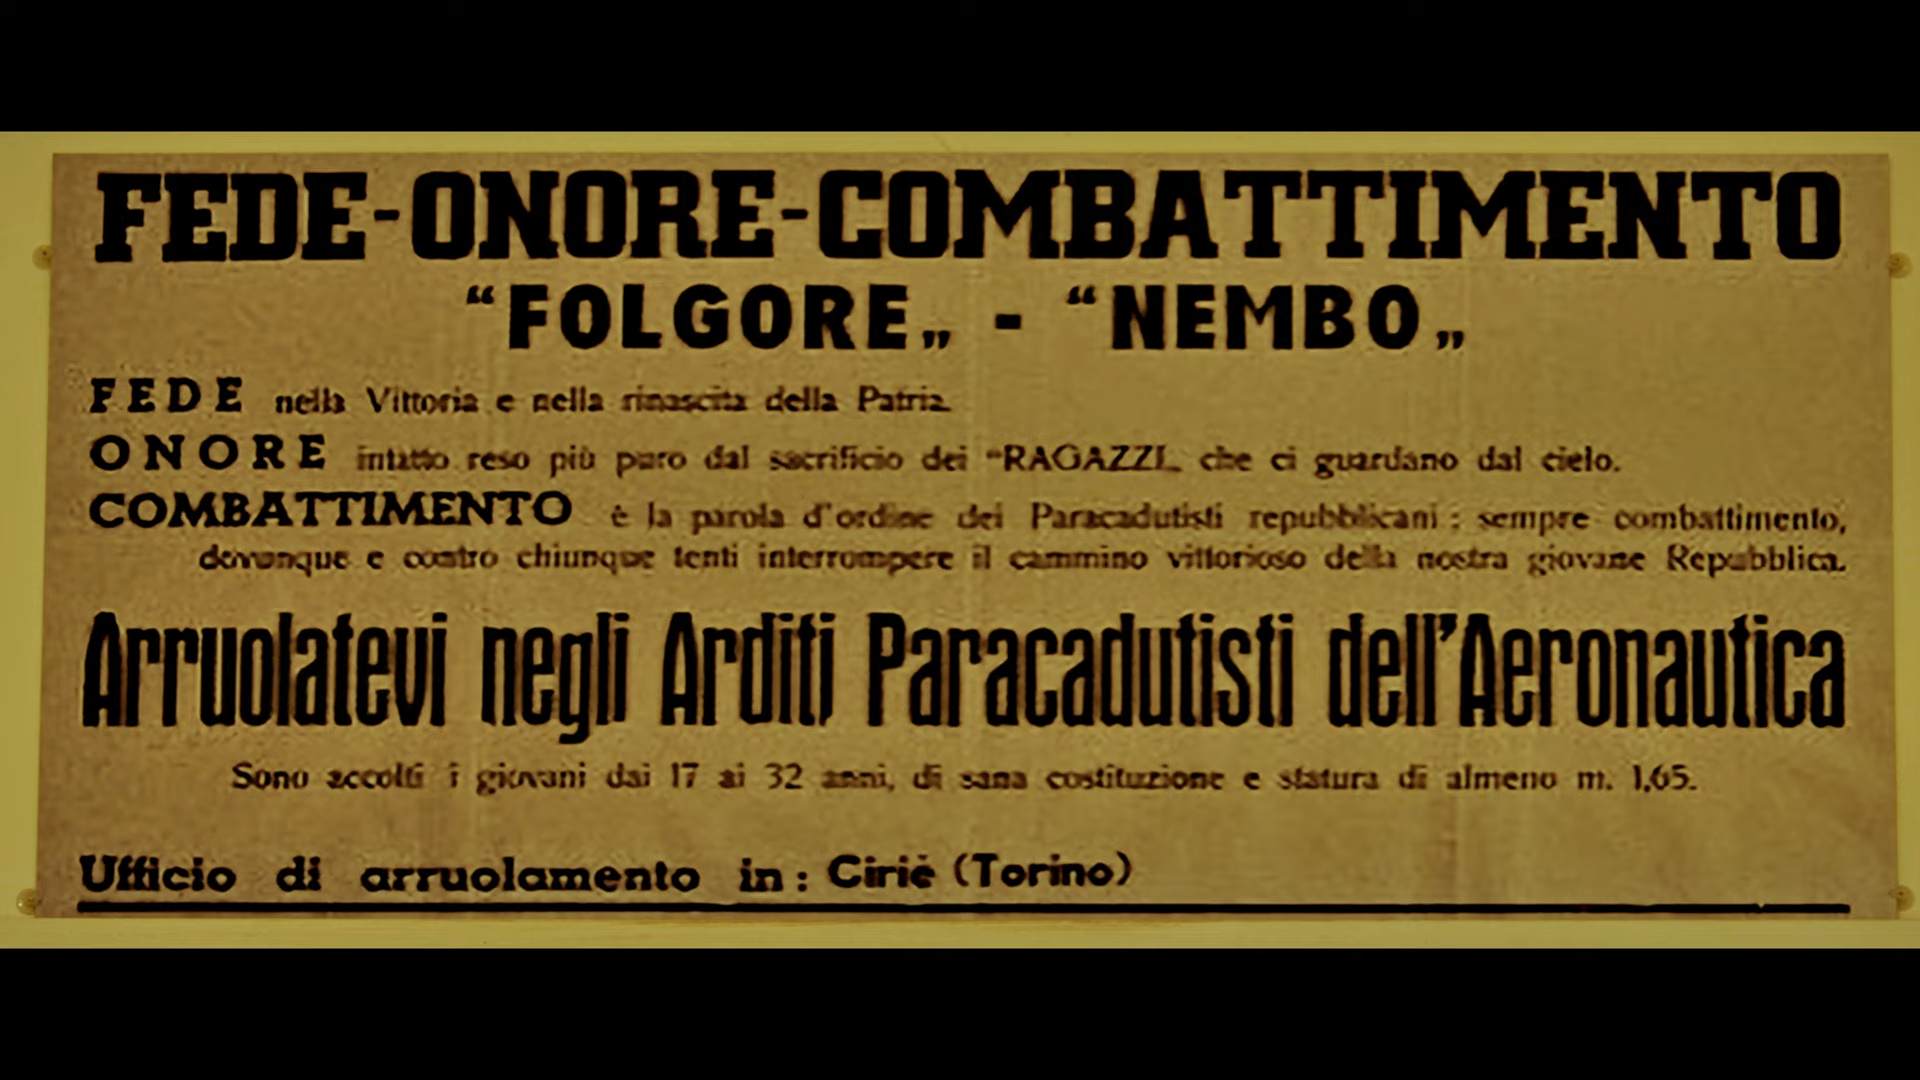 FEDE-ONORE-COMBATTIMENTO
“FOLGORE„ - “NEMBO„
FEDE nella Vittoria e nella rinascita della Patria.
ONORE intatto reso più puro dal sacrificio dei “RAGAZZI„ che ci guardano dal cielo.
COMBATTIMENTO è la parola d'ordine dei Paracadutisti repubblicani : sempre combattimento,
dovunque e contro chiunque tenti interrompere il cammino vittorioso della nostra giovane Repubblica.
Arruolatevi negli Arditi Paracadutisti dell'Aeronautica
Sono accolti i giovani dai 17 ai 32 anni, di sana costituzione e statura di almeno m. 1,65.
Ufficio di arruolamento in : Ciriè (Torino)